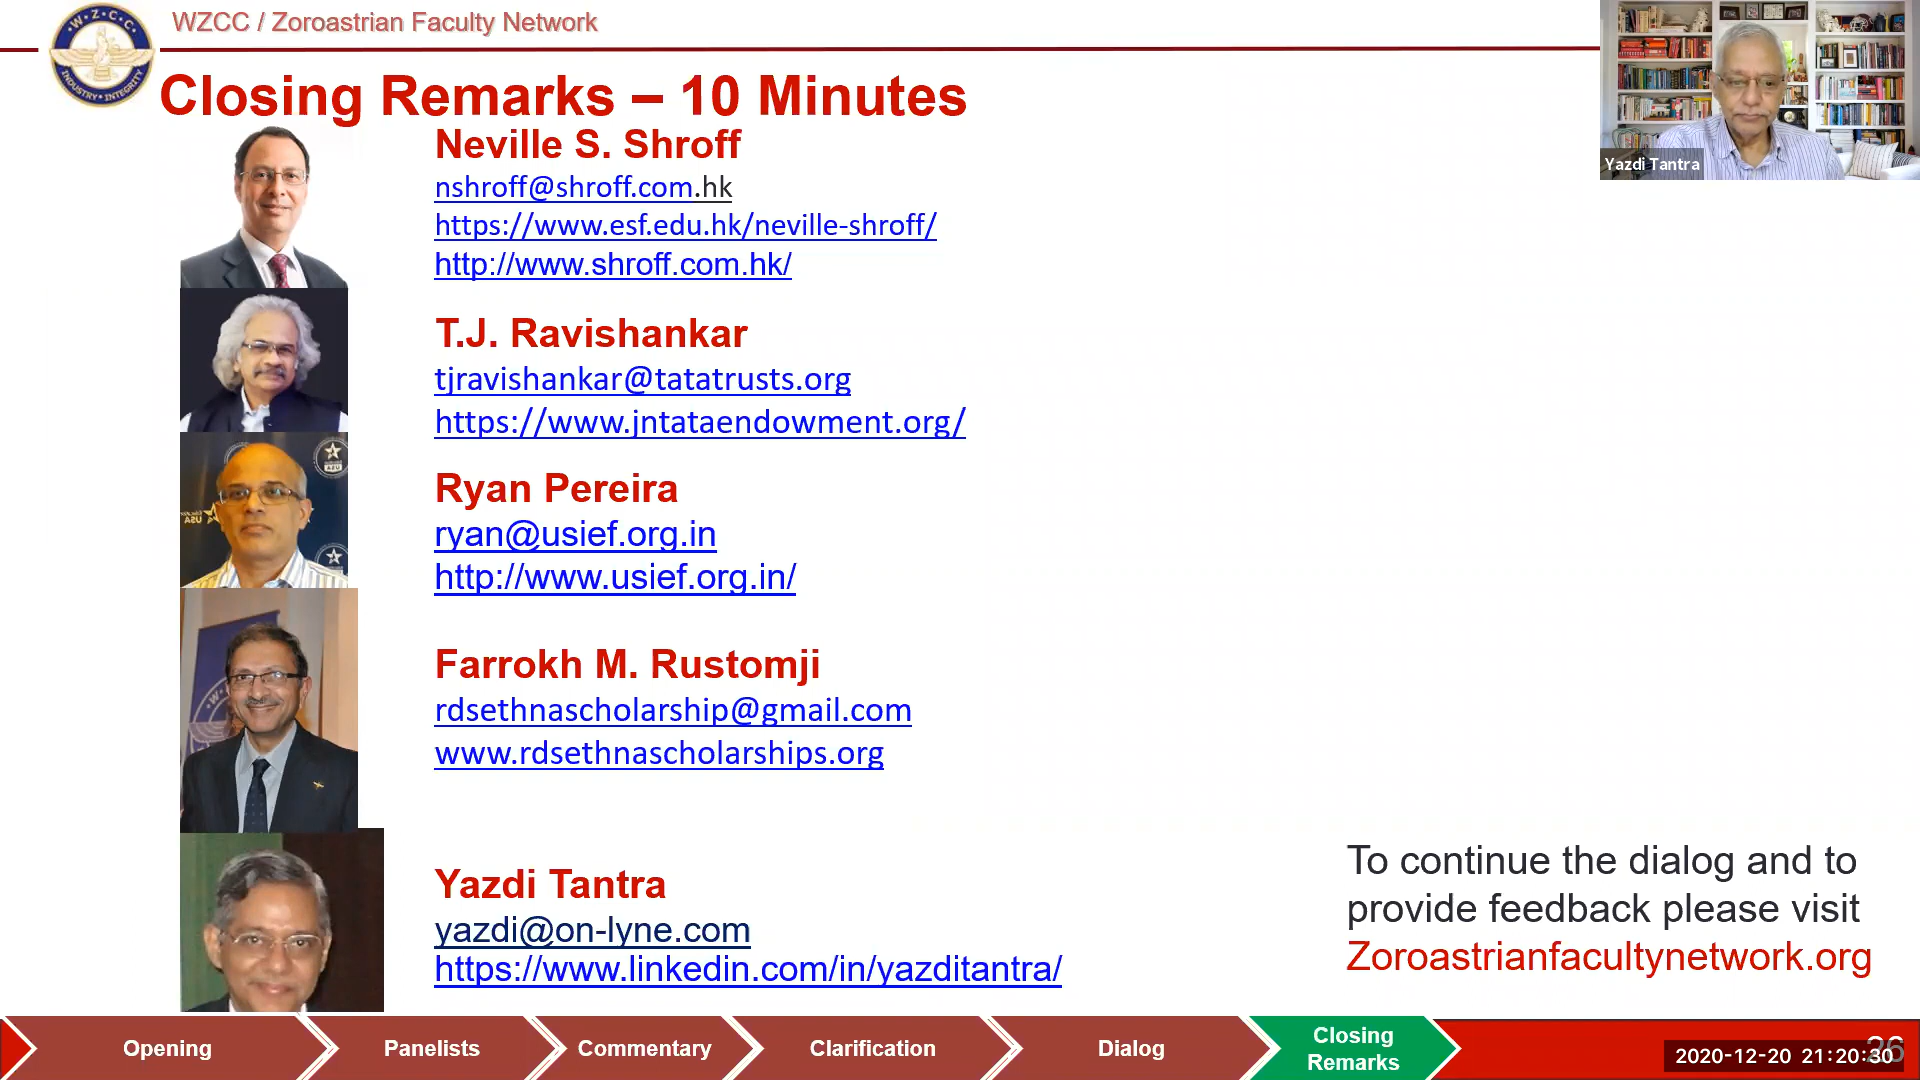 WZCC / Zoroastrian Faculty Network
W·Z·C·C
INDUSTRY · INTEGRITY
Closing Remarks – 10 Minutes
Neville S. Shroff
nshroff@shroff.com.hk
https://www.esf.edu.hk/neville-shroff/
http://www.shroff.com.hk/
T.J. Ravishankar
tjravishankar@tatatrusts.org
https://www.jntataendowment.org/
Ryan Pereira
ryan@usief.org.in
http://www.usief.org.in/
Farrokh M. Rustomji
rdsethnascholarship@gmail.com
www.rdsethnascholarships.org
Yazdi Tantra
yazdi@on-lyne.com
https://www.linkedin.com/in/yazditantra/
Yazdi Tantra
To continue the dialog and to
provide feedback please visit
Zoroastrianfacultynetwork.org
Opening
Panelists
Commentary
Clarification
Dialog
Closing
Remarks
26
2020-12-20 21:20:30